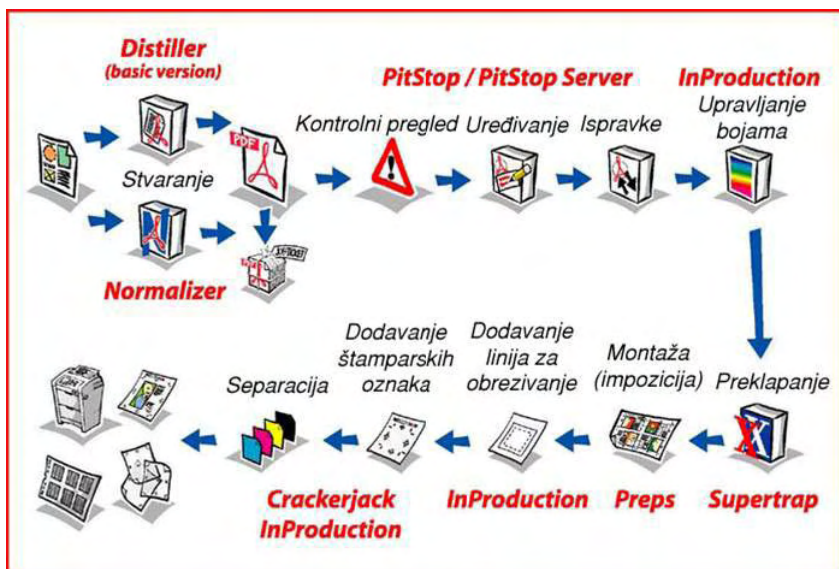 Distiller
(basic version)
PitStop / PitStop Server
InProduction
Kontrolni pregled
Uređivanje
Ispravke
Upravljanje
bojama
PDF
Stvaranje
Normalizer
Dodavanje
štamparskih
oznaka
Dodavanje
linija za
obrezivanje
Montaža
(impozicija)
Preklapanje
Separacija
Crackerjack
InProduction
InProduction
Preps
Supertrap